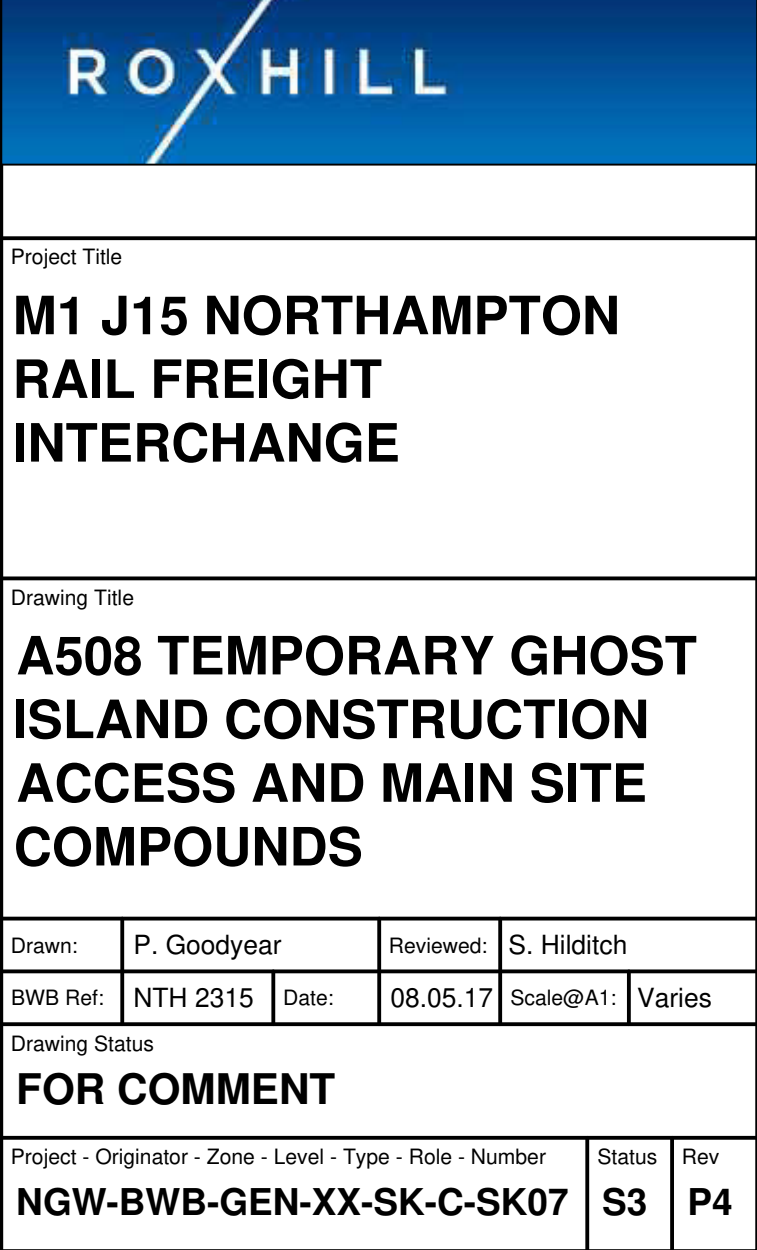 ROXHILL
Project Title
M1 J15 NORTHAMPTON
RAIL FREIGHT
INTERCHANGE
Drawing Title
A508 TEMPORARY GHOST
ISLAND CONSTRUCTION
ACCESS AND MAIN SITE
COMPOUNDS
Drawn: P. Goodyear Reviewed: S. Hilditch
BWB Ref: NTH 2315 Date: 08.05.17 Scale@A1: Varies
Drawing Status
FOR COMMENT
Project - Originator - Zone - Level - Type - Role - Number Status Rev
NGW-BWB-GEN-XX-SK-C-SK07 S3 P4